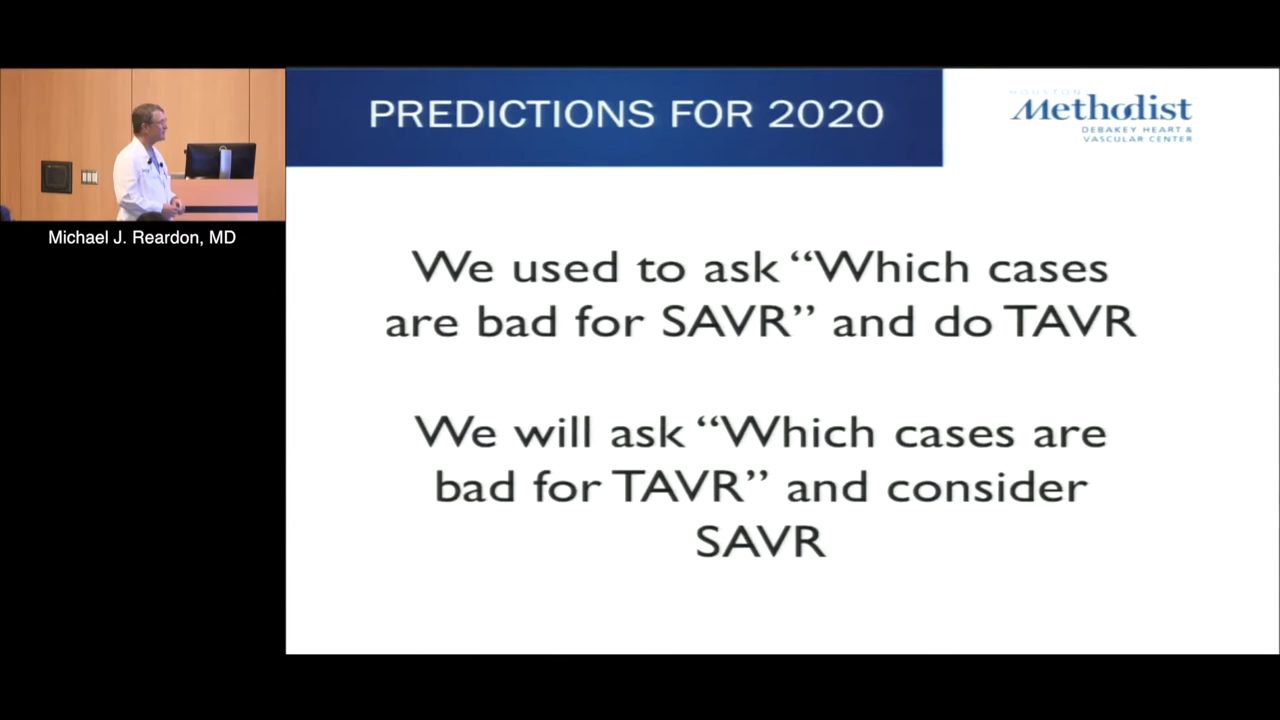 PREDICTIONS FOR 2020
HOUSTON
Methodist
DEBAKEY HEART &
VASCULAR CENTER
Michael J. Reardon, MD
We used to ask “Which cases
are bad for SAVR” and do TAVR
We will ask “Which cases are
bad for TAVR” and consider
SAVR